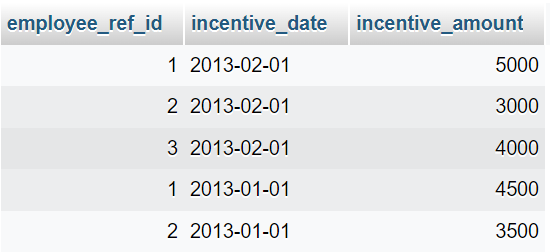 employee_ref_id incentive_date incentive_amount
1 2013-02-01 5000
2 2013-02-01 3000
3 2013-02-01 4000
1 2013-01-01 4500
2 2013-01-01 3500